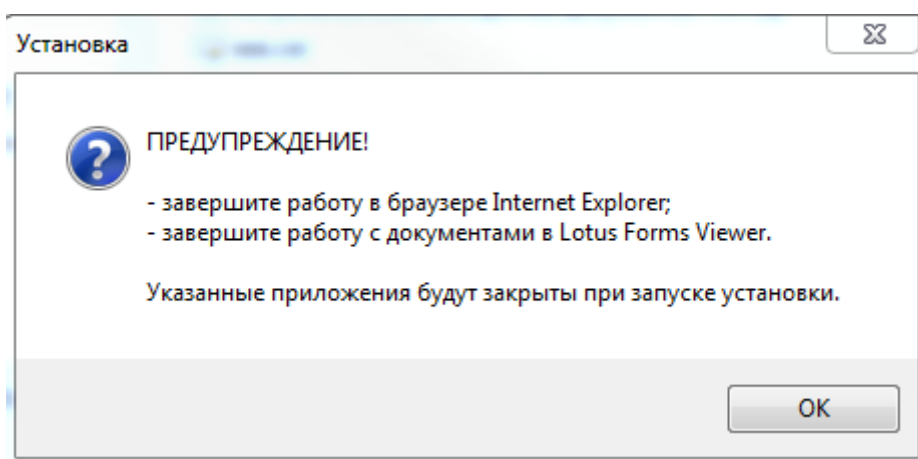 Установка
ПРЕДУПРЕЖДЕНИЕ!
- завершите работу в браузере Internet Explorer;
- завершите работу с документами в Lotus Forms Viewer.
Указанные приложения будут закрыты при запуске установки.
OK